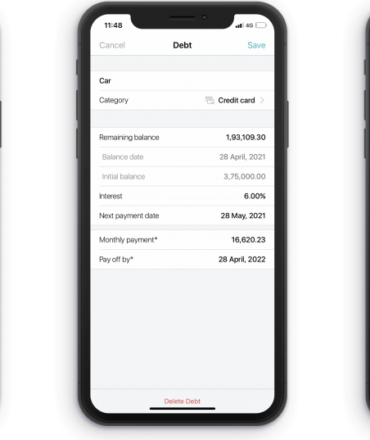 11:48
4G
Cancel Debt Save
Car
Category Credit card
Remaining balance 1,93,109.30
Balance date 28 April, 2021
Initial balance 3,75,000.00
Interest 6.00%
Next payment date 28 May, 2021
Monthly payment* 16,620.23
Pay off by* 28 April, 2022
Delete Debt